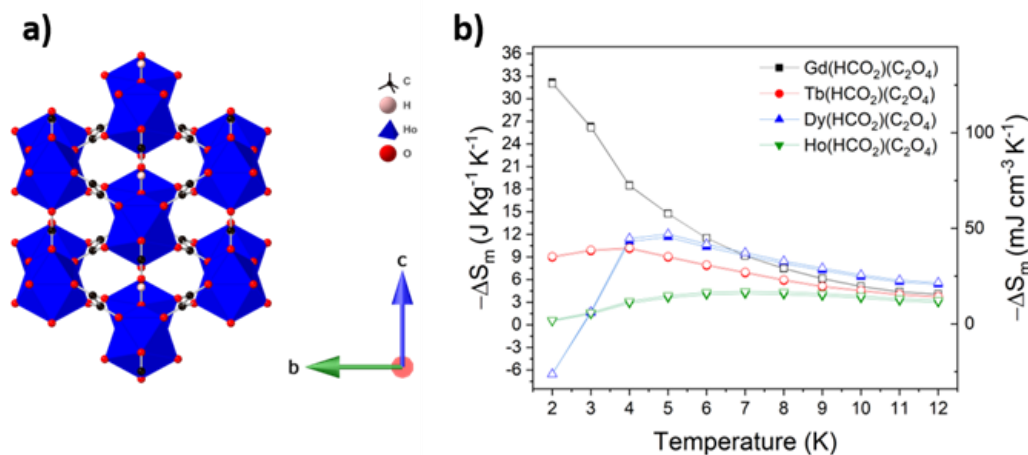 a)
C
H
Ho
O
c
b
b)
−ΔSₘ (J Kg⁻¹ K⁻¹)
36
33
30
27
24
21
18
15
12
9
6
3
0
-3
-6
Gd(HCO₂)(C₂O₄)
Tb(HCO₂)(C₂O₄)
Dy(HCO₂)(C₂O₄)
Ho(HCO₂)(C₂O₄)
100
50
0
−ΔSₘ (mJ cm⁻³ K⁻¹)
2 3 4 5 6 7 8 9 10 11 12
Temperature (K)